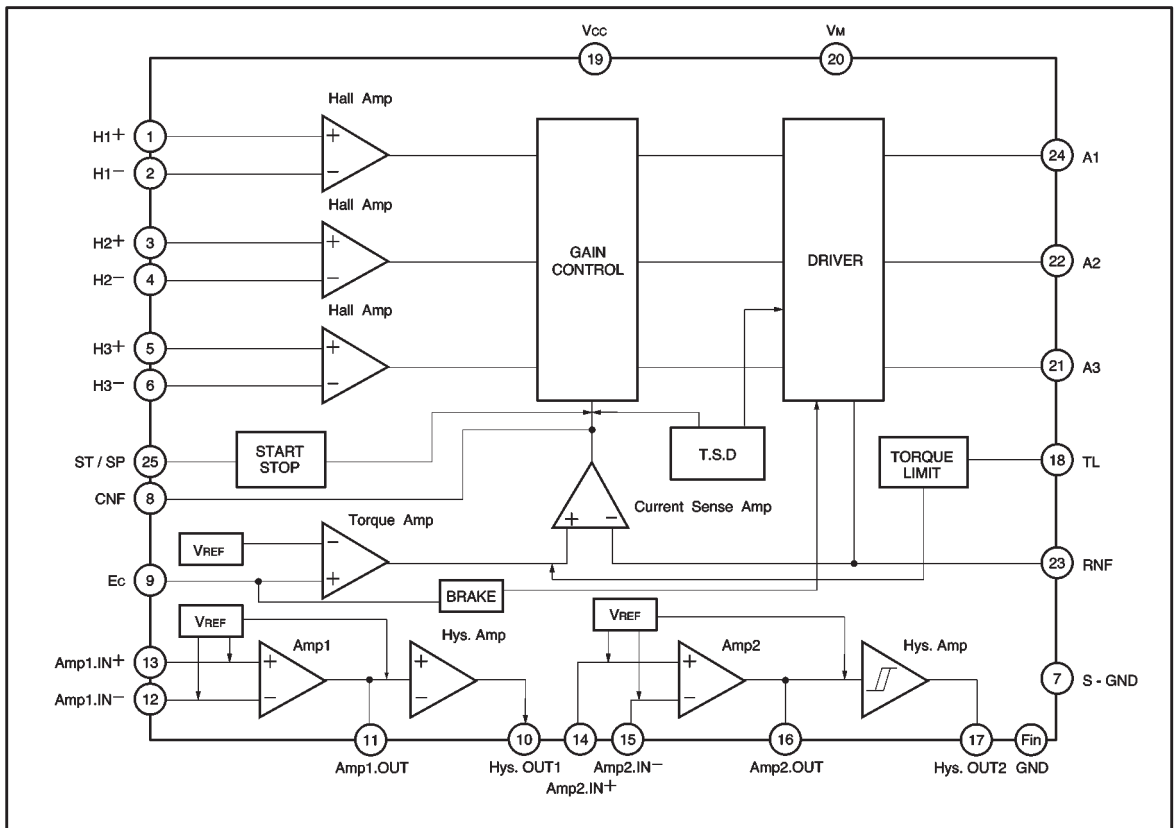 VCC
19
VM
20
Hall Amp
H1+
1
+
H1−
2
−
24
A1
Hall Amp
H2+
3
+
H2−
4
−
GAIN
CONTROL
DRIVER
22
A2
Hall Amp
H3+
5
+
H3−
6
−
21
A3
ST / SP
25
START
STOP
T.S.D
TORQUE
LIMIT
18
TL
CNF
8
+ −
Current Sense Amp
Torque Amp
VREF
−
EC
9
+
BRAKE
23
RNF
VREF
Amp1
Hys. Amp
Amp1.IN+
13
+
+
Amp1.IN−
12
−
−
VREF
Amp2
Hys. Amp
+
−
7
S - GND
11
10
14
15
16
17
Fin
Amp1.OUT
Hys. OUT1
Amp2.IN−
Amp2.OUT
Hys. OUT2
GND
Amp2.IN+